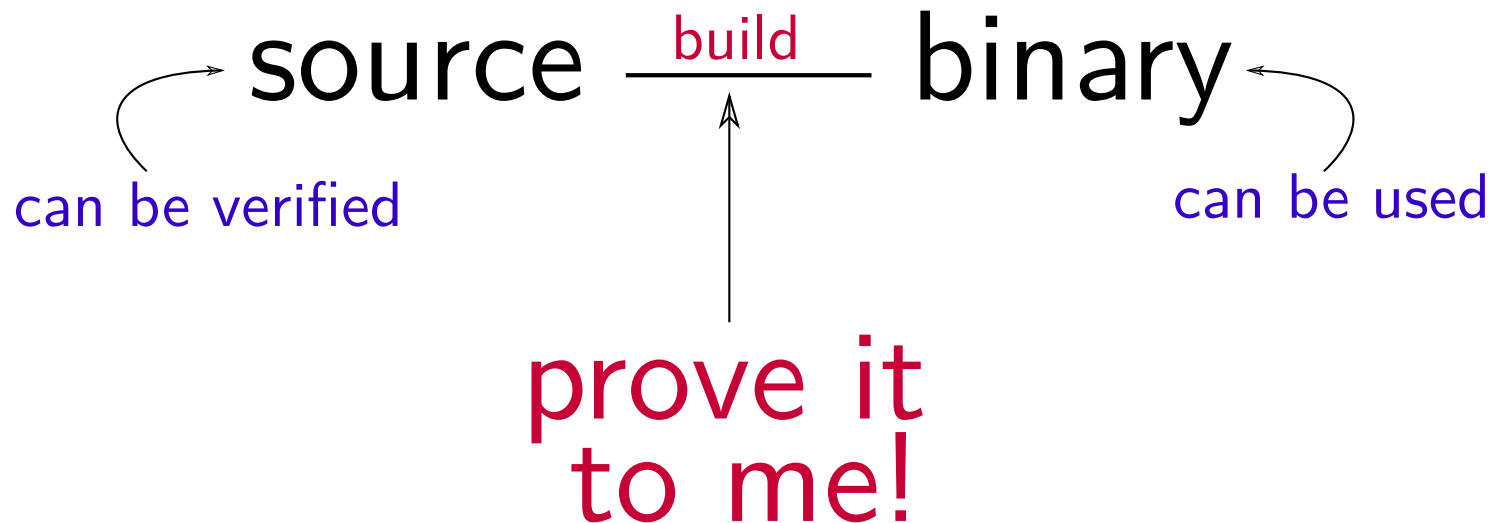 source build binary
can be verified
can be used
prove it
to me!